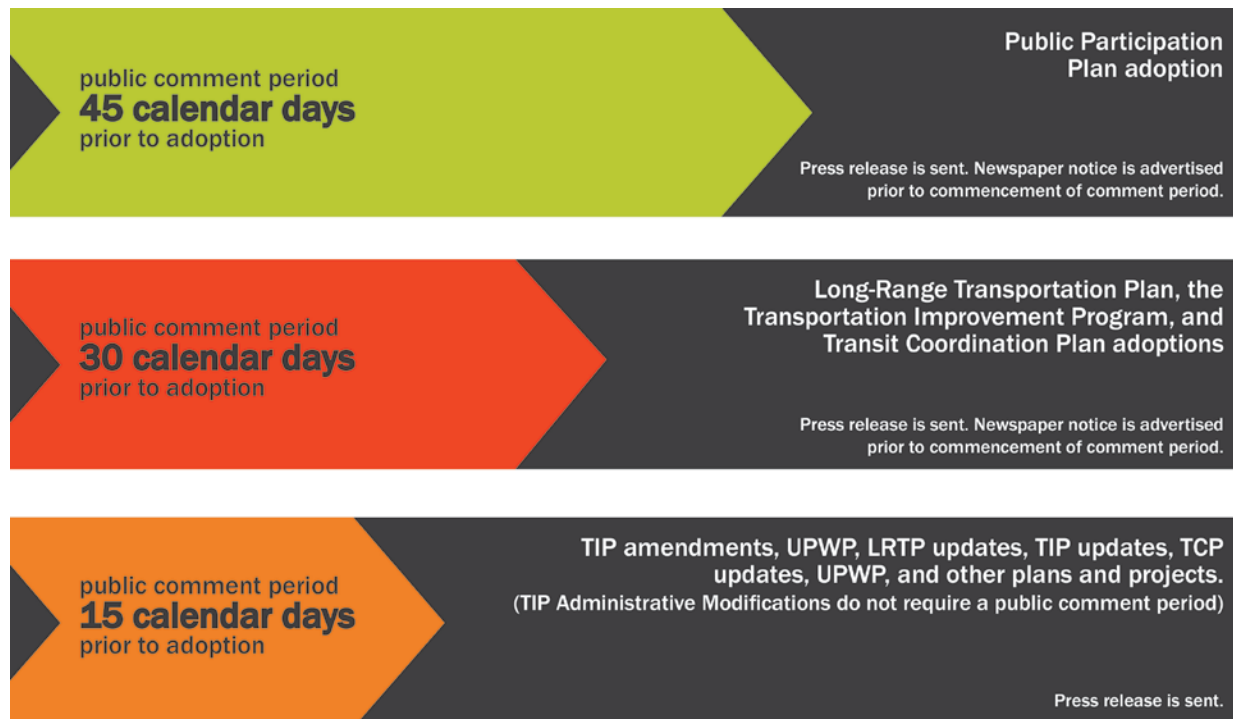 public comment period
45 calendar days
prior to adoption
Public Participation
Plan adoption
Press release is sent. Newspaper notice is advertised
prior to commencement of comment period.
public comment period
30 calendar days
prior to adoption
Long-Range Transportation Plan, the
Transportation Improvement Program, and
Transit Coordination Plan adoptions
Press release is sent. Newspaper notice is advertised
prior to commencement of comment period.
public comment period
15 calendar days
prior to adoption
TIP amendments, UPWP, LRTP updates, TIP updates, TCP
updates, UPWP, and other plans and projects.
(TIP Administrative Modifications do not require a public comment period)
Press release is sent.